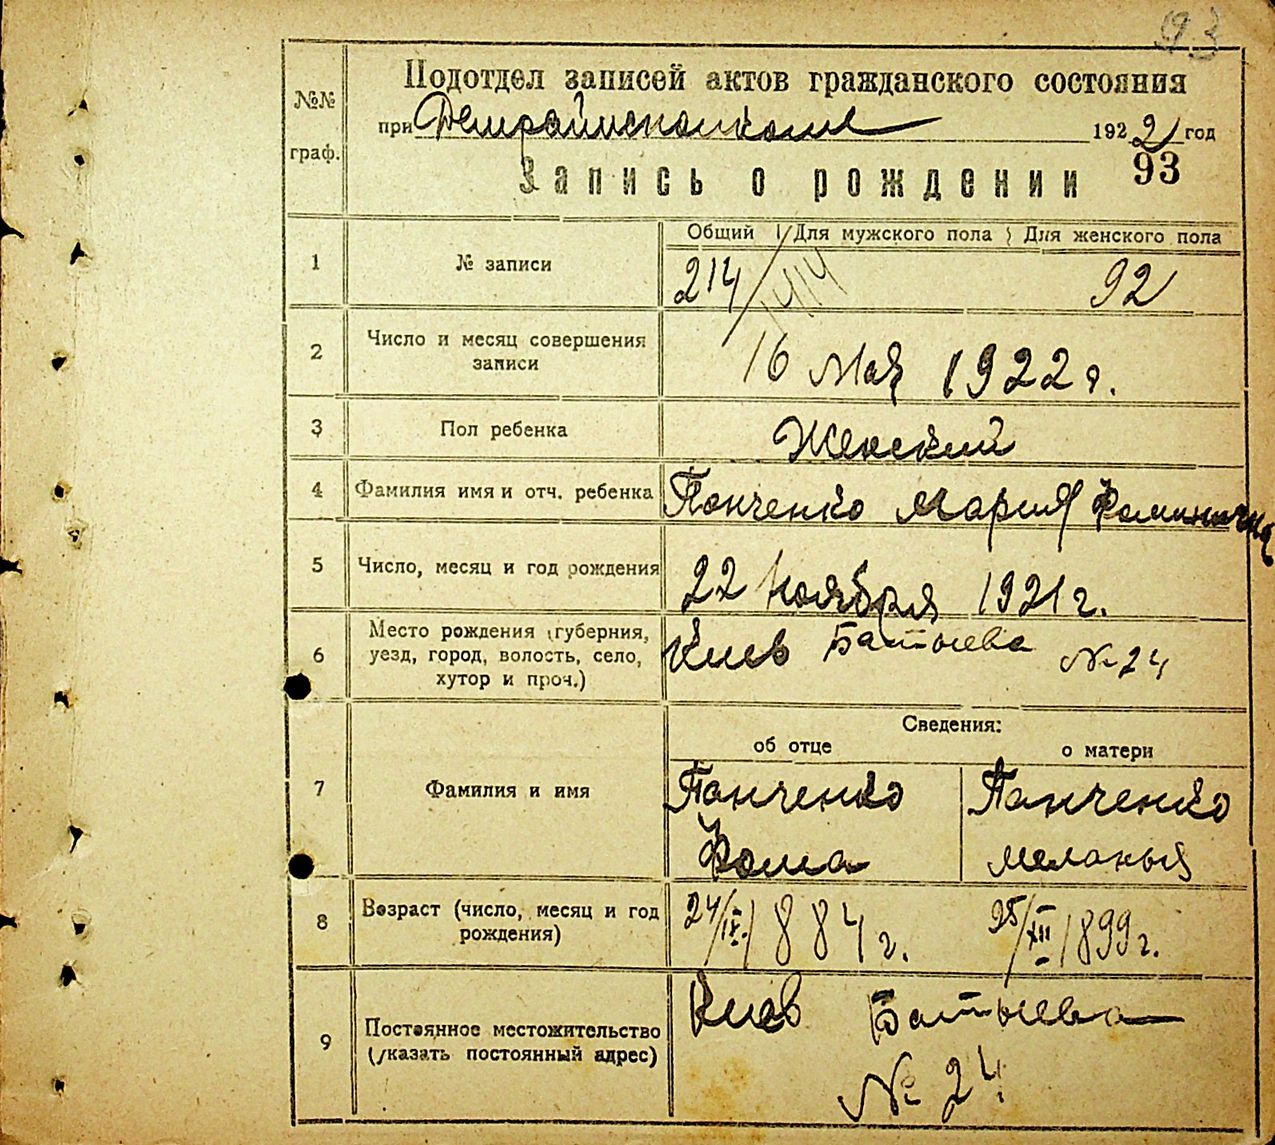 93
№№ граф.
Подотдел записей актов гражданского состояния
при Демрайисполкоме 1922 год
93
Запись о рождении
1 № записи
Общий Для мужского пола Для женского пола
214/1414 92
2 Число и месяц совершения записи
16 Мая 1922 г.
3 Пол ребенка
Женский
4 Фамилия имя и отч. ребенка
Панченко Мария Фоминична
5 Число, месяц и год рождения
22 Ноября 1921 г.
6 Место рождения (губерния,
уезд, город, волость, село,
хутор и проч.)
Киев Батыева № 24
Сведения:
об отце о матери
7 Фамилия и имя
Панченко Панченко
Фома Меланья
8 Возраст (число, месяц и год
рождения)
24/IX 1884 г. 25/XII 1899 г.
9 Постоянное местожительство
(указать постоянный адрес)
Киев Батыева
№ 24.